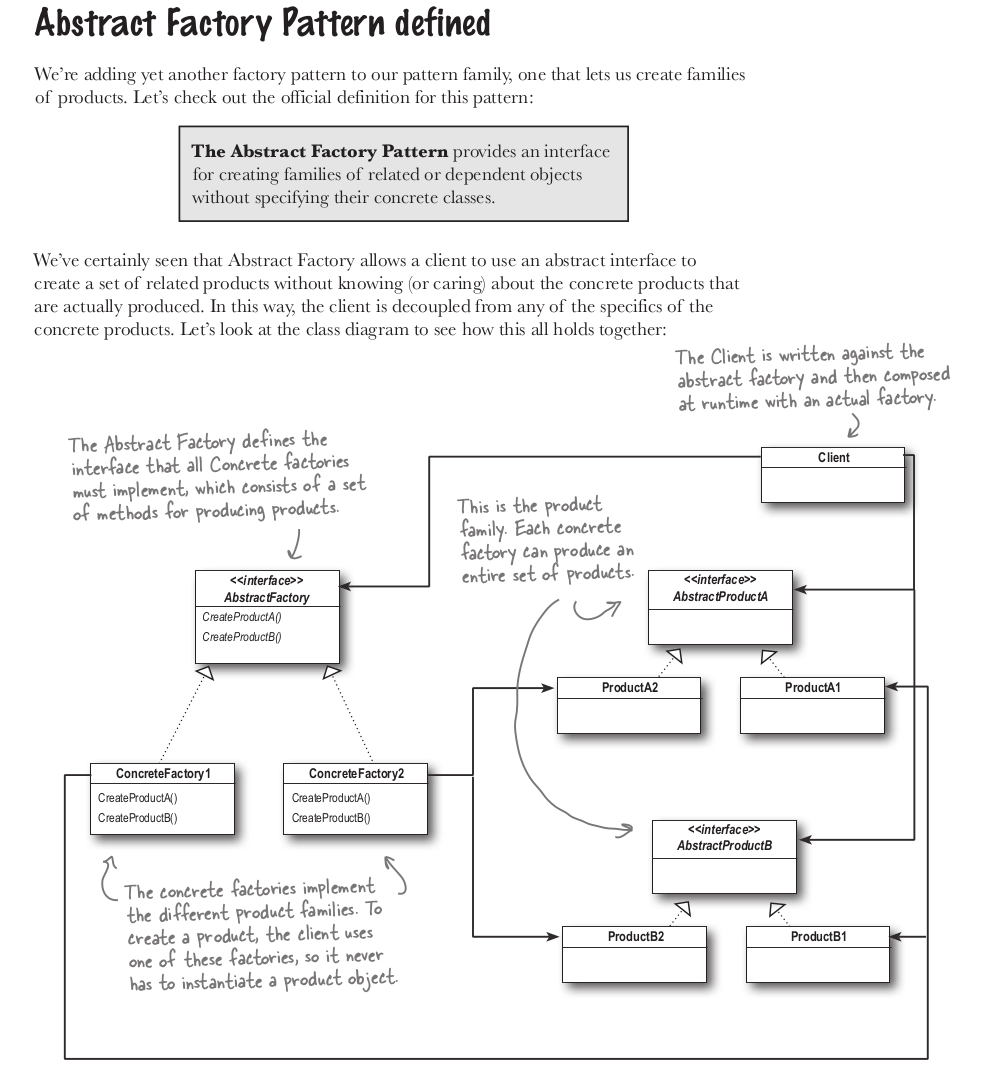 Abstract Factory Pattern defined
We're adding yet another factory pattern to our pattern family, one that lets us create families
of products. Let's check out the official definition for this pattern:
The Abstract Factory Pattern provides an interface
for creating families of related or dependent objects
without specifying their concrete classes.
We've certainly seen that Abstract Factory allows a client to use an abstract interface to
create a set of related products without knowing (or caring) about the concrete products that
are actually produced. In this way, the client is decoupled from any of the specifics of the
concrete products. Let's look at the class diagram to see how this all holds together:
The Client is written against the
abstract factory and then composed
at runtime with an actual factory.
The Abstract Factory defines the
interface that all Concrete factories
must implement, which consists of a set
of methods for producing products.
Client
This is the product
family. Each concrete
factory can produce an
entire set of products.
<<interface>>
AbstractFactory
CreateProductA()
CreateProductB()
<<interface>>
AbstractProductA
ProductA2
ProductA1
ConcreteFactory1
CreateProductA()
CreateProductB()
ConcreteFactory2
CreateProductA()
CreateProductB()
<<interface>>
AbstractProductB
The concrete factories implement
the different product families. To
create a product, the client uses
one of these factories, so it never
has to instantiate a product object.
ProductB2
ProductB1